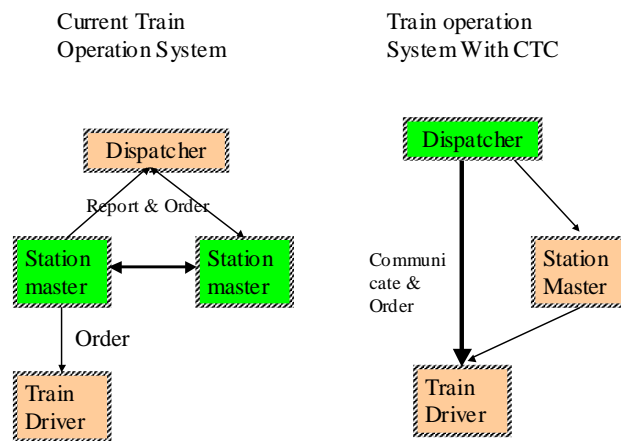 Current Train
Operation System
Train operation
System With CTC
Dispatcher
Dispatcher
Report & Order
Station
master
Station
master
Communi
cate &
Order
Station
Master
Order
Train
Driver
Train
Driver